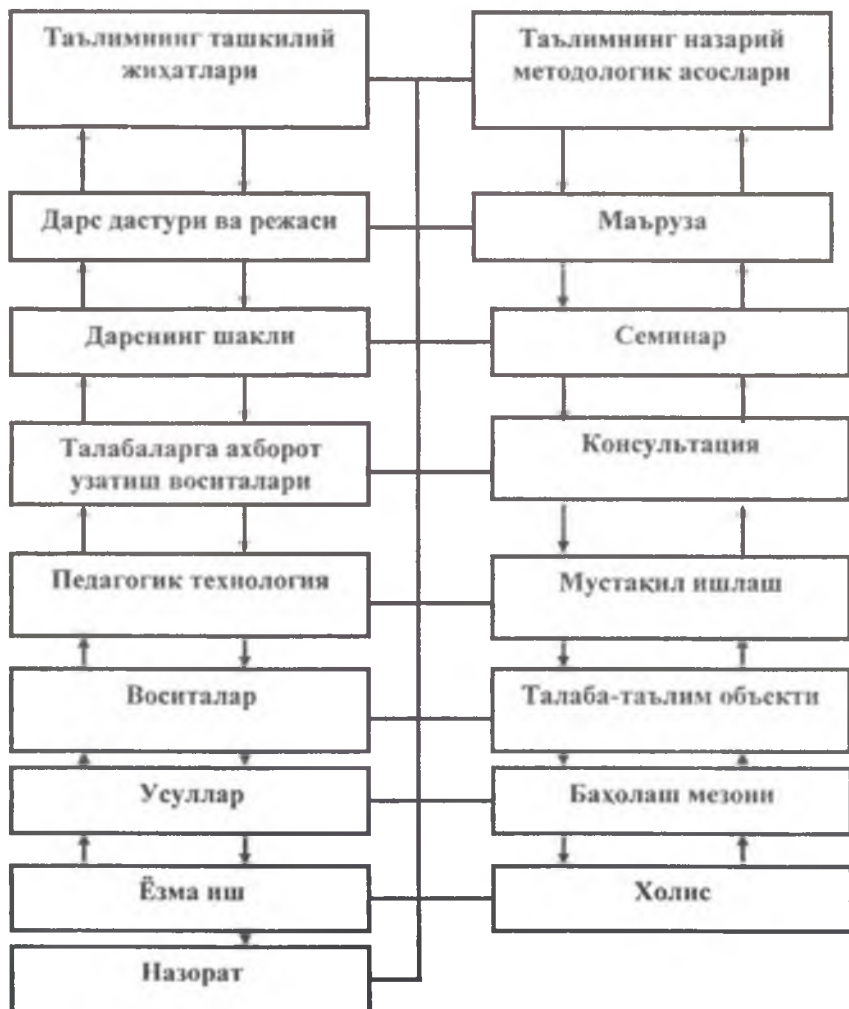 Таълимнинг ташкилий
жиҳатлари
Таълимнинг назарий
методологик асослари
Дарс дастури ва режаси
Маъруза
Дарснинг шакли
Семинар
Талабаларга ахборот
узатиш воситалари
Консультация
Педагогик технология
Мустақил ишлаш
Воситалар
Талаба-таълим объекти
Усуллар
Баҳолаш мезони
Ёзма иш
Холис
Назорат